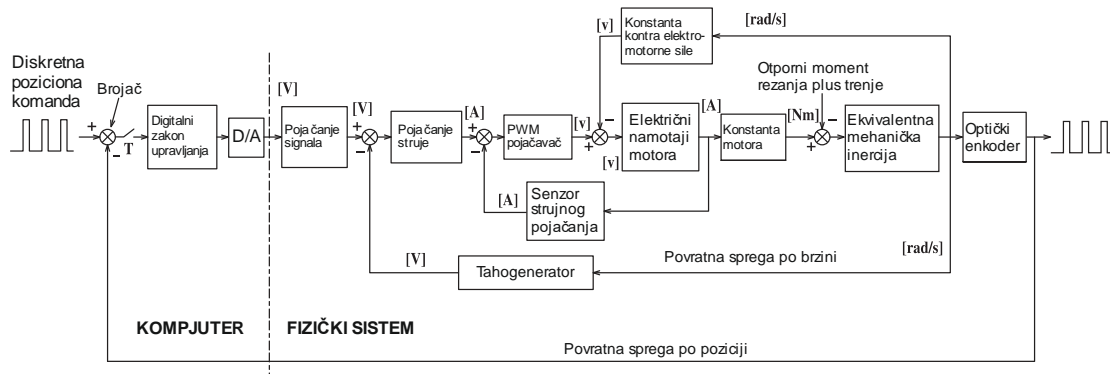 Diskretna
poziciona
komanda
Brojač
+
−
T
Digitalni
zakon
upravljanja
D/A
[V]
Pojačanje
signala
[V]
+
−
Pojačanje
struje
[A]
+
−
PWM
pojačavač
[v]
+
−
[v]
Električni
namotaji
motora
[A]
Konstanta
motora
[Nm]
+
−
Otporni moment
rezanja plus trenje
Ekvivalentna
mehanička
inercija
Optički
enkoder
[v]
Konstanta
kontra elektro-
motorne sile
[rad/s]
[A]
Senzor
strujnog
pojačanja
[V]
Tahogenerator
Povratna sprega po brzini
[rad/s]
KOMPJUTER
FIZIČKI SISTEM
Povratna sprega po poziciji